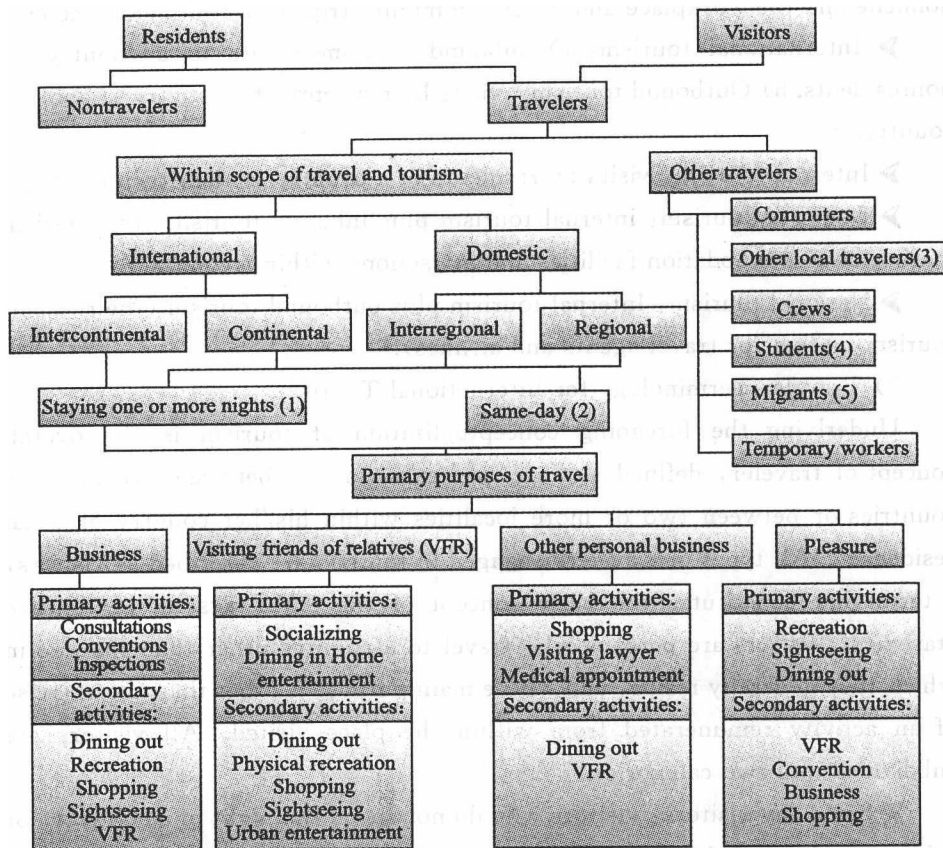 Residents
Visitors
Nontravelers
Travelers
Within scope of travel and tourism
Other travelers
Commuters
International
Domestic
Other local travelers(3)
Intercontinental
Continental
Interregional
Regional
Crews
Students(4)
Migrants (5)
Temporary workers
Staying one or more nights (1)
Same-day (2)
Primary purposes of travel
Business
Primary activities:
Consultations
Conventions
Inspections
Secondary
activities:
Dining out
Recreation
Shopping
Sightseeing
VFR
Visiting friends of relatives (VFR)
Primary activities:
Socializing
Dining in Home
entertainment
Secondary activities:
Dining out
Physical recreation
Shopping
Sightseeing
Urban entertainment
Other personal business
Primary activities:
Shopping
Visiting lawyer
Medical appointment
Secondary activities:
Dining out
VFR
Pleasure
Primary activities:
Recreation
Sightseeing
Dining out
Secondary activities:
VFR
Convention
Business
Shopping